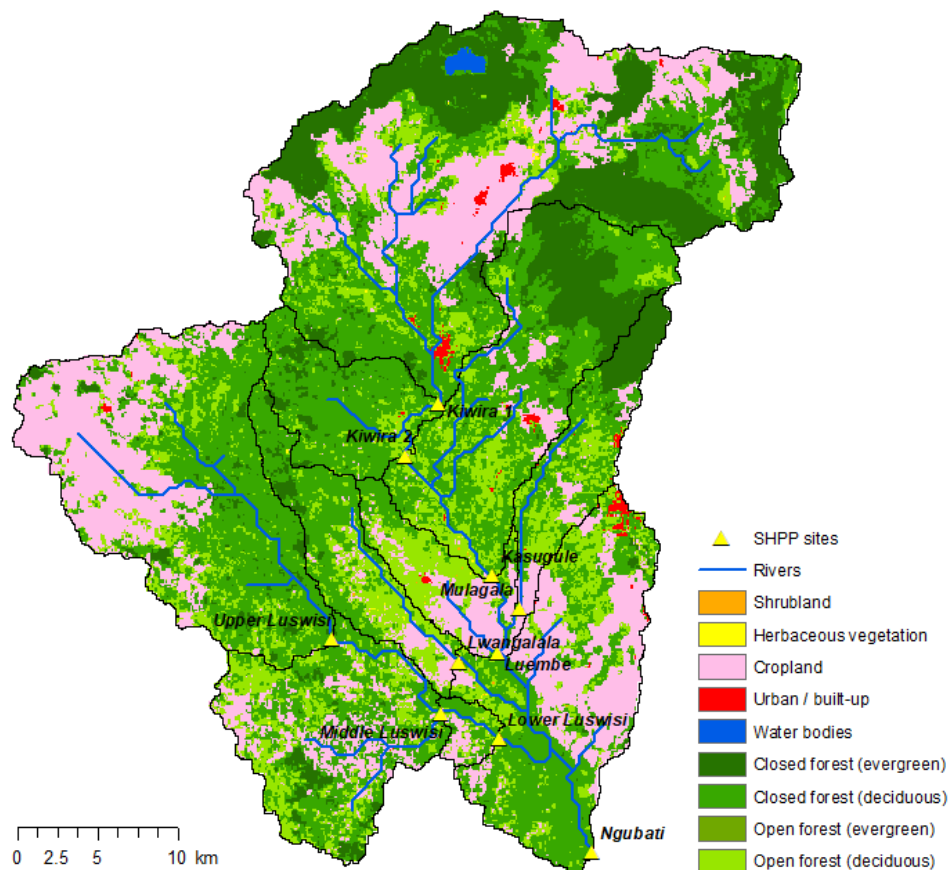 Kiwira 1
Kiwira 2
Kasugule
Mulagala
Upper Luswisi
Lwangalala
Luembe
Lower Luswisi
Middle Luswisi
Ngubati
SHPP sites
Rivers
Shrubland
Herbaceous vegetation
Cropland
Urban / built-up
Water bodies
Closed forest (evergreen)
Closed forest (deciduous)
Open forest (evergreen)
Open forest (deciduous)
0 2.5 5 10 km